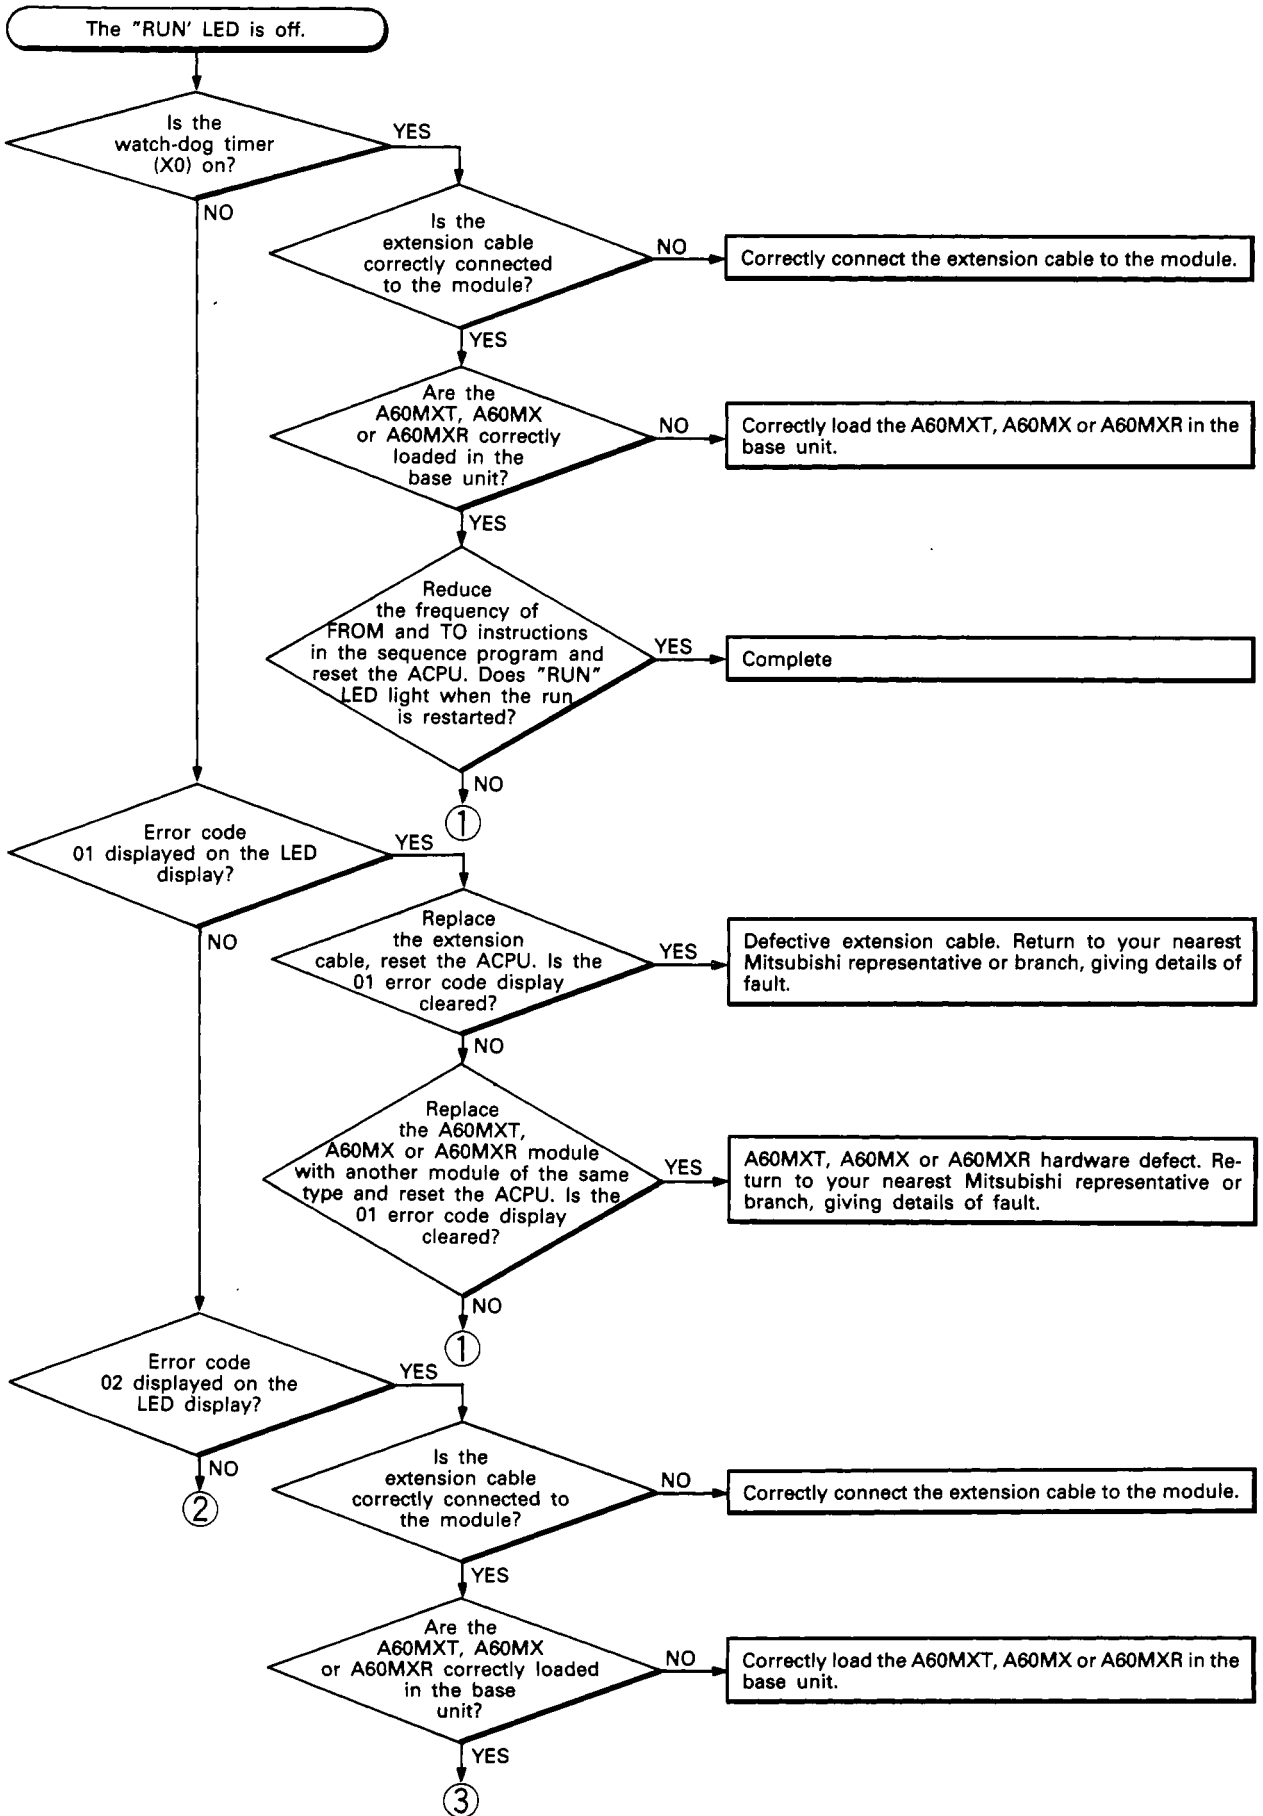 The "RUN' LED is off.
Is the
watch-dog timer
(X0) on?
YES
NO
Is the
extension cable
correctly connected
to the module?
NO
Correctly connect the extension cable to the module.
YES
Are the
A60MXT, A60MX
or A60MXR correctly
loaded in the
base unit?
NO
Correctly load the A60MXT, A60MX or A60MXR in the
base unit.
YES
Reduce
the frequency of
FROM and TO instructions
in the sequence program and
reset the ACPU. Does "RUN"
LED light when the run
is restarted?
YES
Complete
NO
1
Error code
01 displayed on the LED
display?
YES
NO
Replace
the extension
cable, reset the ACPU. Is the
01 error code display
cleared?
YES
Defective extension cable. Return to your nearest
Mitsubishi representative or branch, giving details of
fault.
NO
Replace
the A60MXT,
A60MX or A60MXR module
with another module of the same
type and reset the ACPU. Is the
01 error code display
cleared?
YES
A60MXT, A60MX or A60MXR hardware defect. Re-
turn to your nearest Mitsubishi representative or
branch, giving details of fault.
NO
1
Error code
02 displayed on the
LED display?
YES
NO
2
Is the
extension cable
correctly connected to
the module?
NO
Correctly connect the extension cable to the module.
YES
Are the
A60MXT, A60MX
or A60MXR correctly loaded
in the base
unit?
NO
Correctly load the A60MXT, A60MX or A60MXR in the
base unit.
YES
3